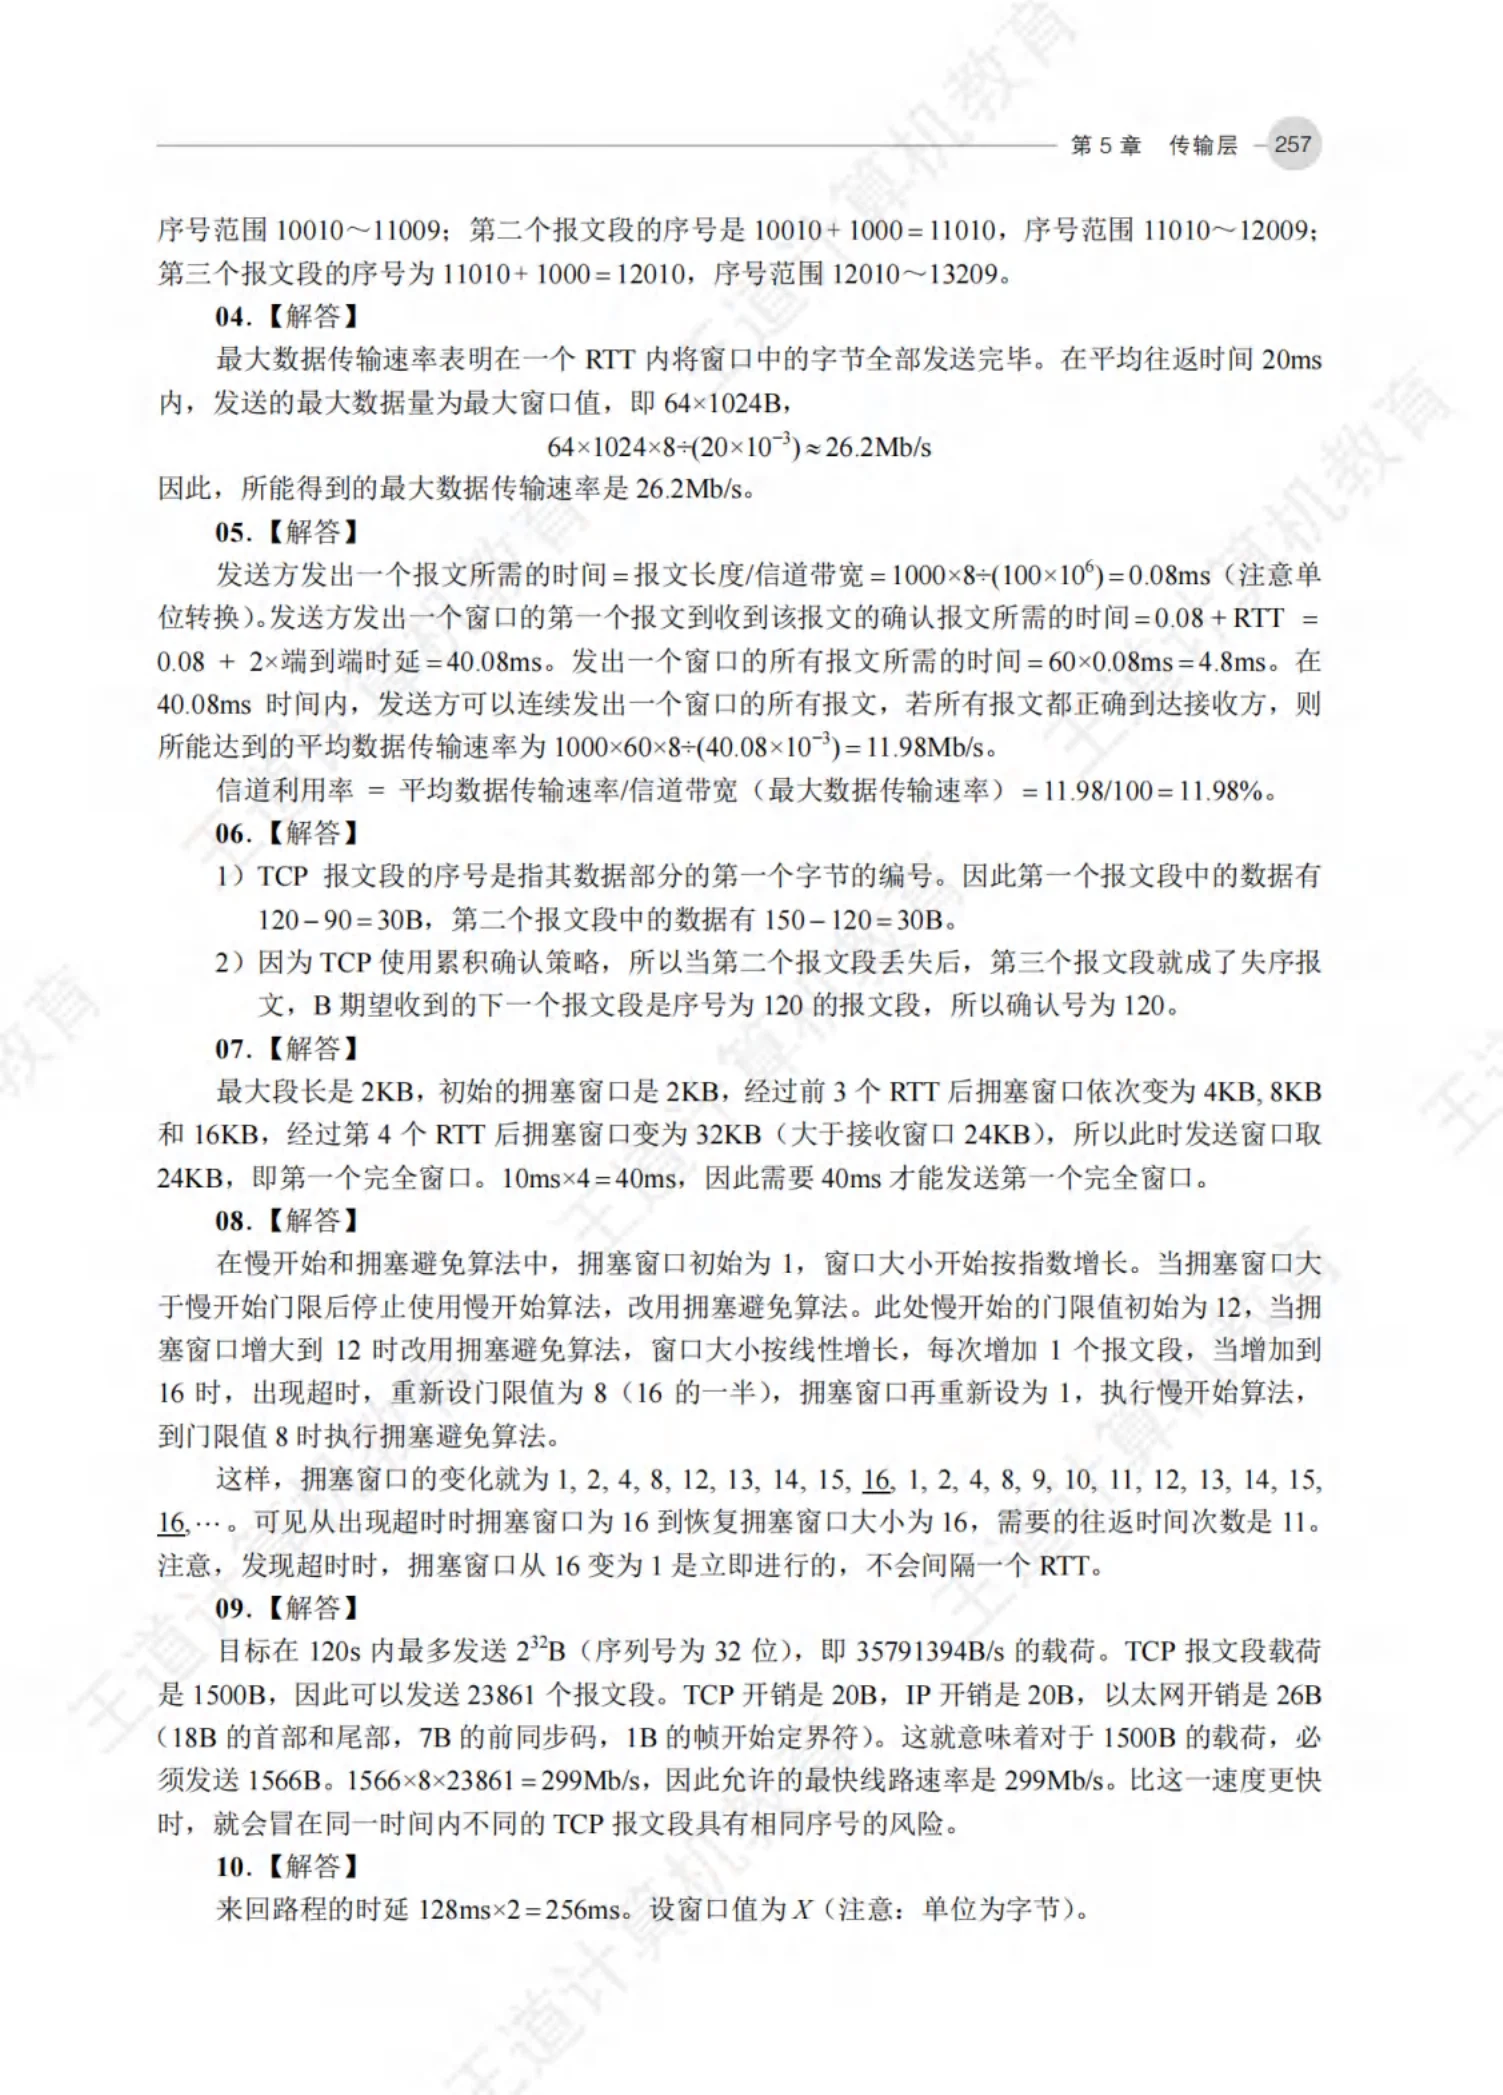 第 5 章　传输层　257
序号范围 10010～11009；第二个报文段的序号是 10010 + 1000 = 11010，序号范围 11010～12009；
第三个报文段的序号为 11010 + 1000 = 12010，序号范围 12010～13209。
04.【解答】
最大数据传输速率表明在一个 RTT 内将窗口中的字节全部发送完毕。在平均往返时间 20ms
内，发送的最大数据量为最大窗口值，即 64×1024B，
64×1024×8÷(20×10⁻³) ≈ 26.2Mb/s
因此，所能得到的最大数据传输速率是 26.2Mb/s。
05.【解答】
发送方发出一个报文所需的时间 = 报文长度/信道带宽 = 1000×8÷(100×10⁶) = 0.08ms（注意单
位转换）。发送方发出一个窗口的第一个报文到收到该报文的确认报文所需的时间 = 0.08 + RTT =
0.08 + 2×端到端时延 = 40.08ms。发出一个窗口的所有报文所需的时间 = 60×0.08ms = 4.8ms。在
40.08ms 时间内，发送方可以连续发出一个窗口的所有报文，若所有报文都正确到达接收方，则
所能达到的平均数据传输速率为 1000×60×8÷(40.08×10⁻³) = 11.98Mb/s。
信道利用率 = 平均数据传输速率/信道带宽（最大数据传输速率）= 11.98/100 = 11.98%。
06.【解答】
1）TCP 报文段的序号是指其数据部分的第一个字节的编号。因此第一个报文段中的数据有
120 – 90 = 30B，第二个报文段中的数据有 150 – 120 = 30B。
2）因为 TCP 使用累积确认策略，所以当第二个报文段丢失后，第三个报文段就成了失序报
文，B 期望收到的下一个报文段是序号为 120 的报文段，所以确认号为 120。
07.【解答】
最大段长是 2KB，初始的拥塞窗口是 2KB，经过前 3 个 RTT 后拥塞窗口依次变为 4KB, 8KB
和 16KB，经过第 4 个 RTT 后拥塞窗口变为 32KB（大于接收窗口 24KB），所以此时发送窗口取
24KB，即第一个完全窗口。10ms×4 = 40ms，因此需要 40ms 才能发送第一个完全窗口。
08.【解答】
在慢开始和拥塞避免算法中，拥塞窗口初始为 1，窗口大小开始按指数增长。当拥塞窗口大
于慢开始门限后停止使用慢开始算法，改用拥塞避免算法。此处慢开始的门限值初始为 12，当拥
塞窗口增大到 12 时改用拥塞避免算法，窗口大小按线性增长，每次增加 1 个报文段，当增加到
16 时，出现超时，重新设门限值为 8（16 的一半），拥塞窗口再重新设为 1，执行慢开始算法，
到门限值 8 时执行拥塞避免算法。
这样，拥塞窗口的变化就为 1, 2, 4, 8, 12, 13, 14, 15, 16, 1, 2, 4, 8, 9, 10, 11, 12, 13, 14, 15,
16,⋯。可见从出现超时时拥塞窗口为 16 到恢复拥塞窗口大小为 16，需要的往返时间次数是 11。
注意，发现超时时，拥塞窗口从 16 变为 1 是立即进行的，不会间隔一个 RTT。
09.【解答】
目标在 120s 内最多发送 2³²B（序列号为 32 位），即 35791394B/s 的载荷。TCP 报文段载荷
是 1500B，因此可以发送 23861 个报文段。TCP 开销是 20B，IP 开销是 20B，以太网开销是 26B
（18B 的首部和尾部，7B 的前同步码，1B 的帧开始定界符）。这就意味着对于 1500B 的载荷，必
须发送 1566B。1566×8×23861 = 299Mb/s，因此允许的最快线路速率是 299Mb/s。比这一速度更快
时，就会冒在同一时间内不同的 TCP 报文段具有相同序号的风险。
10.【解答】
来回路程的时延 128ms×2 = 256ms。设窗口值为 X（注意：单位为字节）。
王道计算机教育